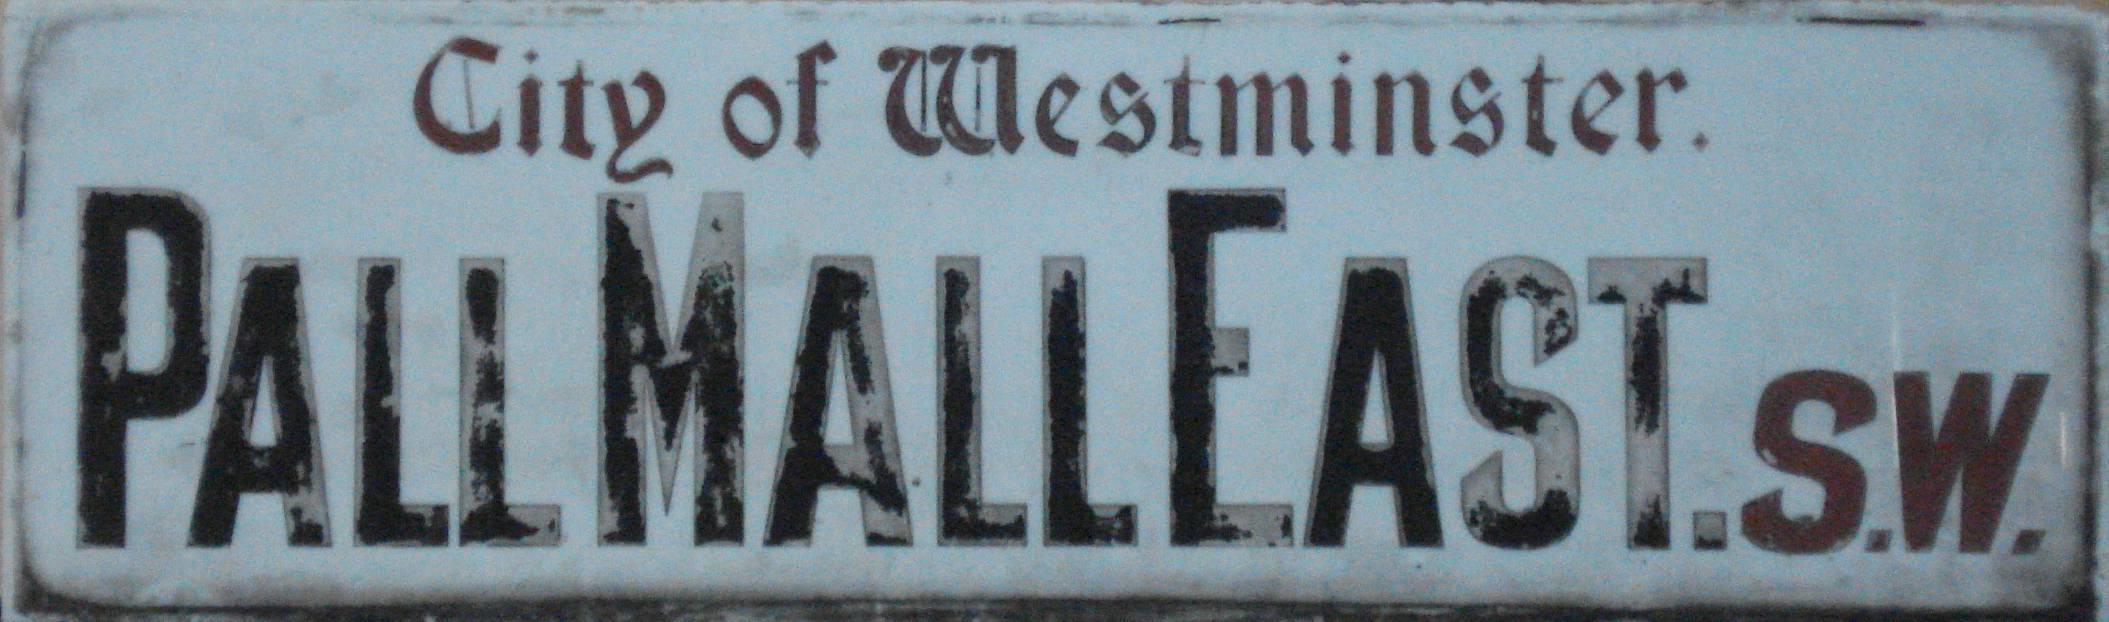 City of Westminster.
PALL MALL EAST. S.W.